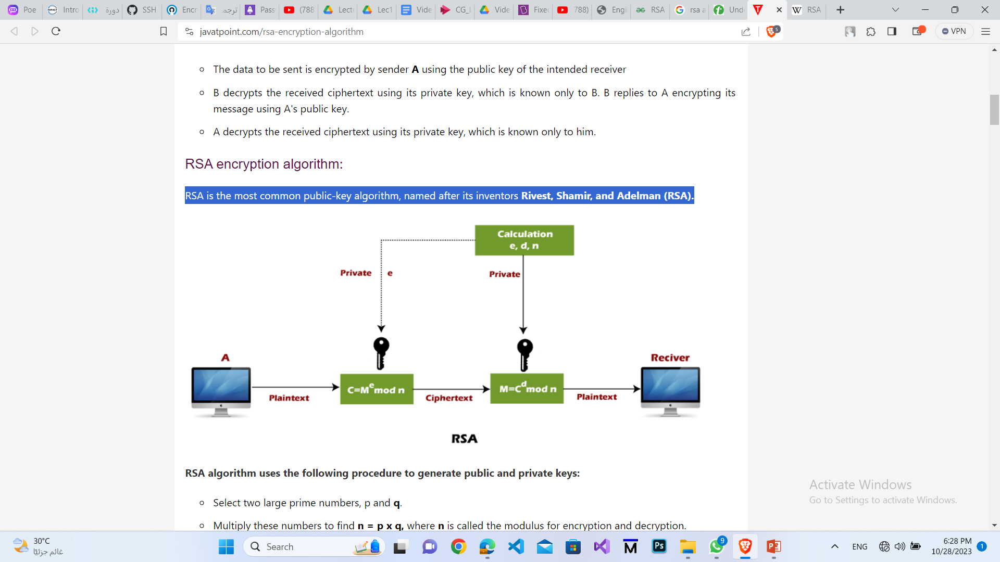 Poe
IMPACT Intro
دورة
SSH
Encr
ترجم
Pass
(788
Lect
Lec1
Vide
CG_L
Vide
Fixe
788)
Engi
RSA
G rsa a
Und
T
W RSA
javatpoint.com/rsa-encryption-algorithm
5
VPN
The data to be sent is encrypted by sender A using the public key of the intended receiver
B decrypts the received ciphertext using its private key, which is known only to B. B replies to A encrypting its
message using A's public key.
A decrypts the received ciphertext using its private key, which is known only to him.
RSA encryption algorithm:
RSA is the most common public-key algorithm, named after its inventors Rivest, Shamir, and Adelman (RSA).
Calculation
e, d, n
Private e
Private
A
Reciver
C=M^e mod n
M=C^d mod n
Plaintext
Ciphertext
Plaintext
RSA
RSA algorithm uses the following procedure to generate public and private keys:
Select two large prime numbers, p and q.
Multiply these numbers to find n = p x q, where n is called the modulus for encryption and decryption.
Activate Windows
Go to Settings to activate Windows.
30°C
غائم جزئيًا
Search
M
Ps
9
ENG
6:28 PM
10/28/2023
1